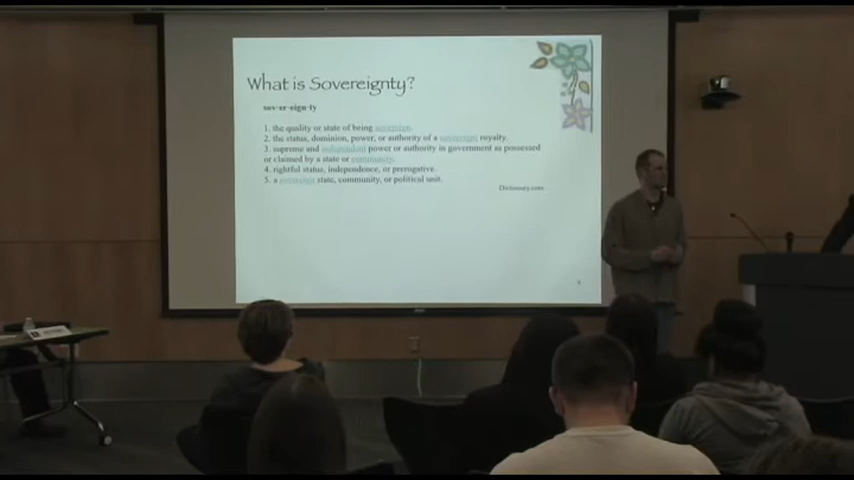 What is Sovereignty?
sov·er·eign·ty
1. the quality or state of being sovereign.
2. the status, dominion, power, or authority of a sovereign royalty.
3. supreme and independent power or authority in government as possessed
or claimed by a state or community.
4. rightful status, independence, or prerogative.
5. a sovereign state, community, or political unit.
Dictionary.com